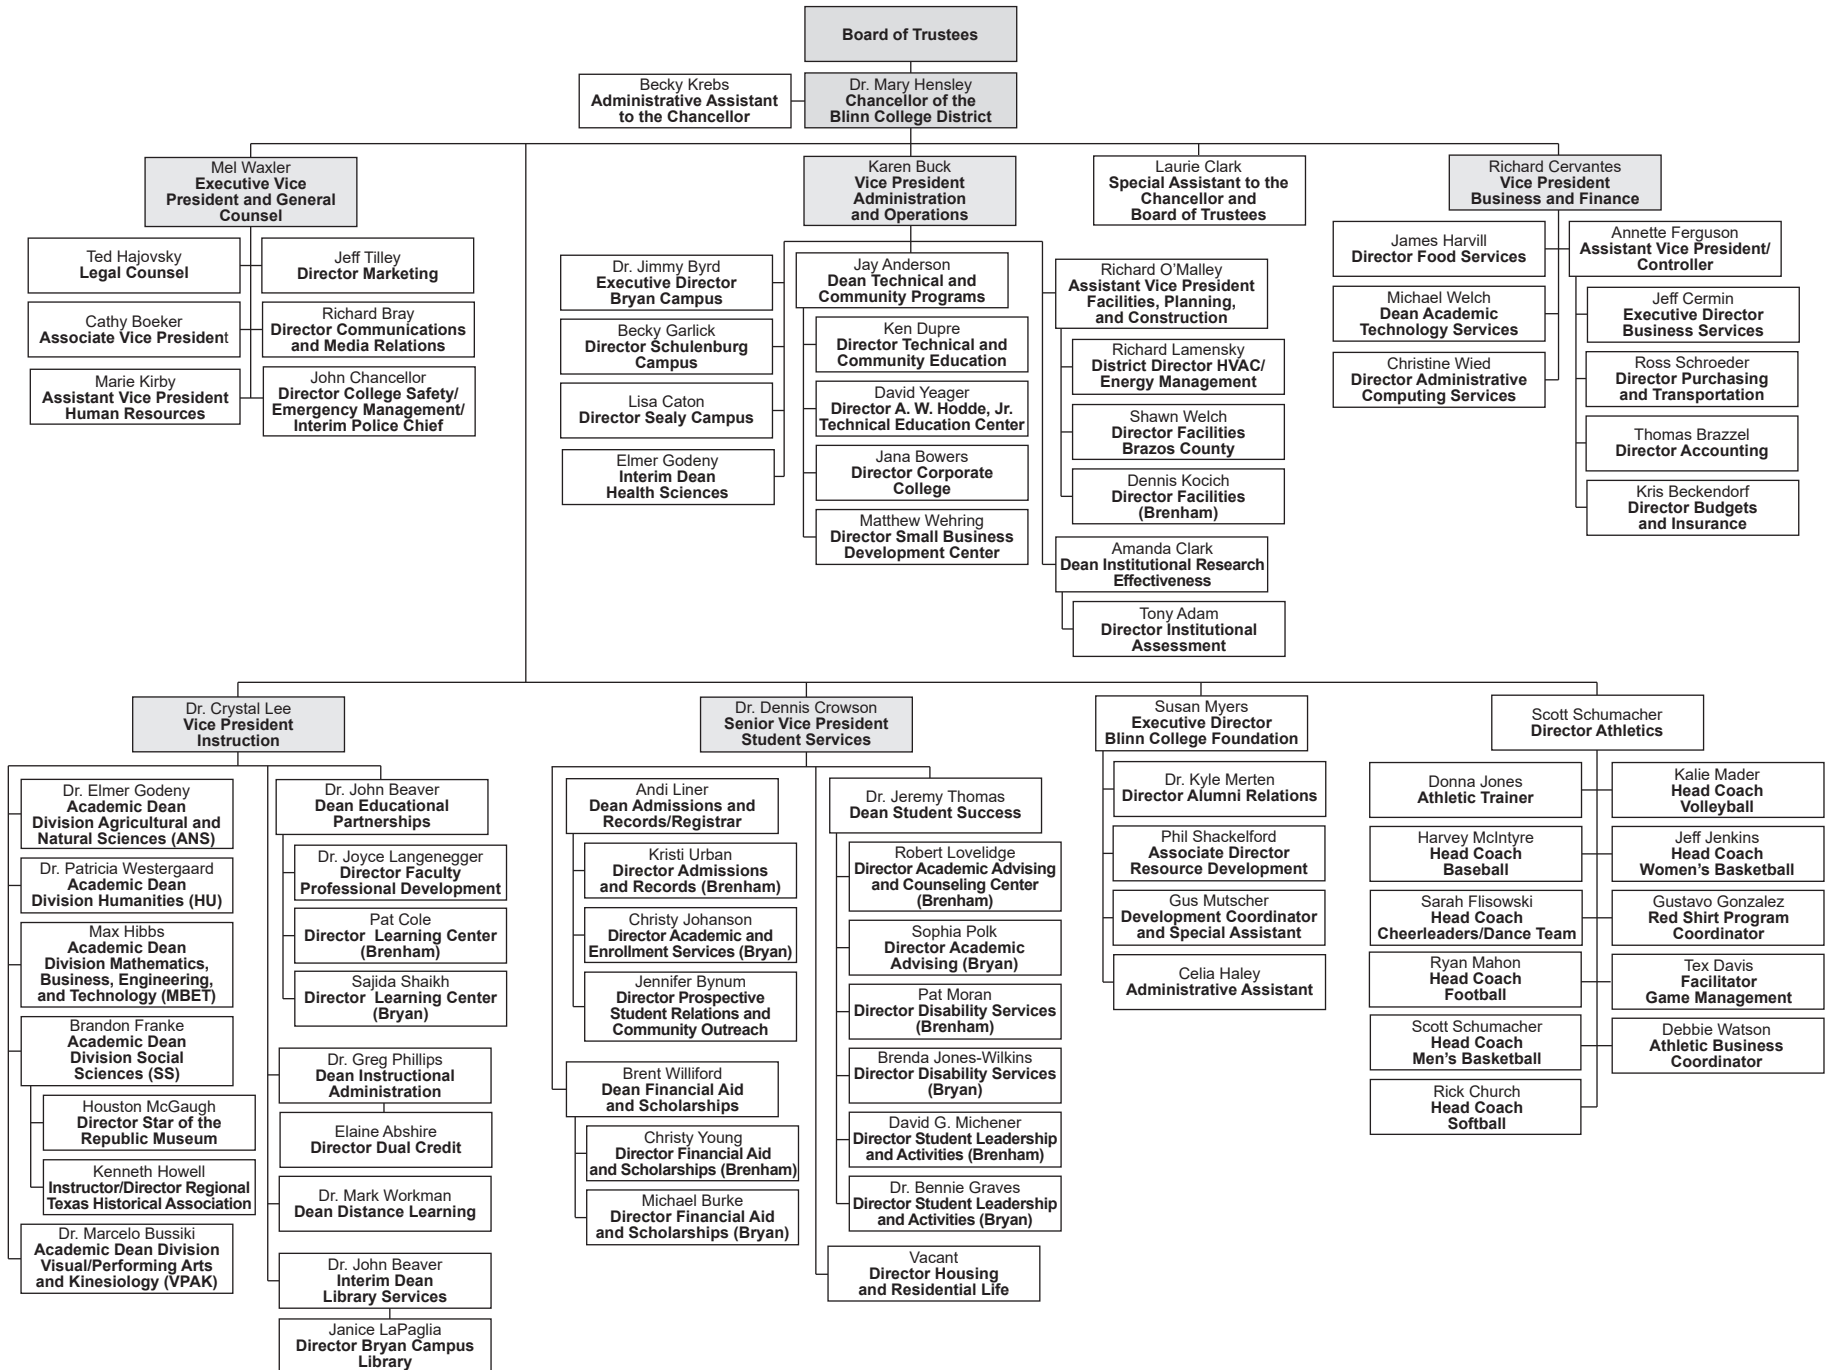 Board of Trustees
Becky Krebs
Administrative Assistant
to the Chancellor
Dr. Mary Hensley
Chancellor of the
Blinn College District
Mel Waxler
Executive Vice
President and General
Counsel
Ted Hajovsky
Legal Counsel
Jeff Tilley
Director Marketing
Cathy Boeker
Associate Vice President
Richard Bray
Director Communications
and Media Relations
Marie Kirby
Assistant Vice President
Human Resources
John Chancellor
Director College Safety/
Emergency Management/
Interim Police Chief
Karen Buck
Vice President
Administration
and Operations
Dr. Jimmy Byrd
Executive Director
Bryan Campus
Becky Garlick
Director Schulenburg
Campus
Lisa Caton
Director Sealy Campus
Elmer Godeny
Interim Dean
Health Sciences
Jay Anderson
Dean Technical and
Community Programs
Ken Dupre
Director Technical and
Community Education
David Yeager
Director A. W. Hodde, Jr.
Technical Education Center
Jana Bowers
Director Corporate
College
Matthew Wehring
Director Small Business
Development Center
Richard O’Malley
Assistant Vice President
Facilities, Planning,
and Construction
Richard Lamensky
District Director HVAC/
Energy Management
Shawn Welch
Director Facilities
Brazos County
Dennis Kocich
Director Facilities
(Brenham)
Amanda Clark
Dean Institutional Research
Effectiveness
Tony Adam
Director Institutional
Assessment
Laurie Clark
Special Assistant to the
Chancellor and
Board of Trustees
Richard Cervantes
Vice President
Business and Finance
James Harvill
Director Food Services
Michael Welch
Dean Academic
Technology Services
Christine Wied
Director Administrative
Computing Services
Annette Ferguson
Assistant Vice President/
Controller
Jeff Cermin
Executive Director
Business Services
Ross Schroeder
Director Purchasing
and Transportation
Thomas Brazzel
Director Accounting
Kris Beckendorf
Director Budgets
and Insurance
Dr. Crystal Lee
Vice President
Instruction
Dr. Elmer Godeny
Academic Dean
Division Agricultural and
Natural Sciences (ANS)
Dr. Patricia Westergaard
Academic Dean
Division Humanities (HU)
Max Hibbs
Academic Dean
Division Mathematics,
Business, Engineering,
and Technology (MBET)
Brandon Franke
Academic Dean
Division Social
Sciences (SS)
Houston McGaugh
Director Star of the
Republic Museum
Kenneth Howell
Instructor/Director Regional
Texas Historical Association
Dr. Marcelo Bussiki
Academic Dean Division
Visual/Performing Arts
and Kinesiology (VPAK)
Dr. John Beaver
Dean Educational
Partnerships
Dr. Joyce Langenegger
Director Faculty
Professional Development
Pat Cole
Director Learning Center
(Brenham)
Sajida Shaikh
Director Learning Center
(Bryan)
Dr. Greg Phillips
Dean Instructional
Administration
Elaine Abshire
Director Dual Credit
Dr. Mark Workman
Dean Distance Learning
Dr. John Beaver
Interim Dean
Library Services
Janice LaPaglia
Director Bryan Campus
Library
Dr. Dennis Crowson
Senior Vice President
Student Services
Andi Liner
Dean Admissions and
Records/Registrar
Kristi Urban
Director Admissions
and Records (Brenham)
Christy Johanson
Director Academic and
Enrollment Services (Bryan)
Jennifer Bynum
Director Prospective
Student Relations and
Community Outreach
Brent Williford
Dean Financial Aid
and Scholarships
Christy Young
Director Financial Aid
and Scholarships (Brenham)
Michael Burke
Director Financial Aid
and Scholarships (Bryan)
Dr. Jeremy Thomas
Dean Student Success
Robert Lovelidge
Director Academic Advising
and Counseling Center
(Brenham)
Sophia Polk
Director Academic
Advising (Bryan)
Pat Moran
Director Disability Services
(Brenham)
Brenda Jones-Wilkins
Director Disability Services
(Bryan)
David G. Michener
Director Student Leadership
and Activities (Brenham)
Dr. Bennie Graves
Director Student Leadership
and Activities (Bryan)
Vacant
Director Housing
and Residential Life
Susan Myers
Executive Director
Blinn College Foundation
Dr. Kyle Merten
Director Alumni Relations
Phil Shackelford
Associate Director
Resource Development
Gus Mutscher
Development Coordinator
and Special Assistant
Celia Haley
Administrative Assistant
Scott Schumacher
Director Athletics
Donna Jones
Athletic Trainer
Kalie Mader
Head Coach
Volleyball
Harvey McIntyre
Head Coach
Baseball
Jeff Jenkins
Head Coach
Women’s Basketball
Sarah Flisowski
Head Coach
Cheerleaders/Dance Team
Gustavo Gonzalez
Red Shirt Program
Coordinator
Ryan Mahon
Head Coach
Football
Tex Davis
Facilitator
Game Management
Scott Schumacher
Head Coach
Men’s Basketball
Debbie Watson
Athletic Business
Coordinator
Rick Church
Head Coach
Softball